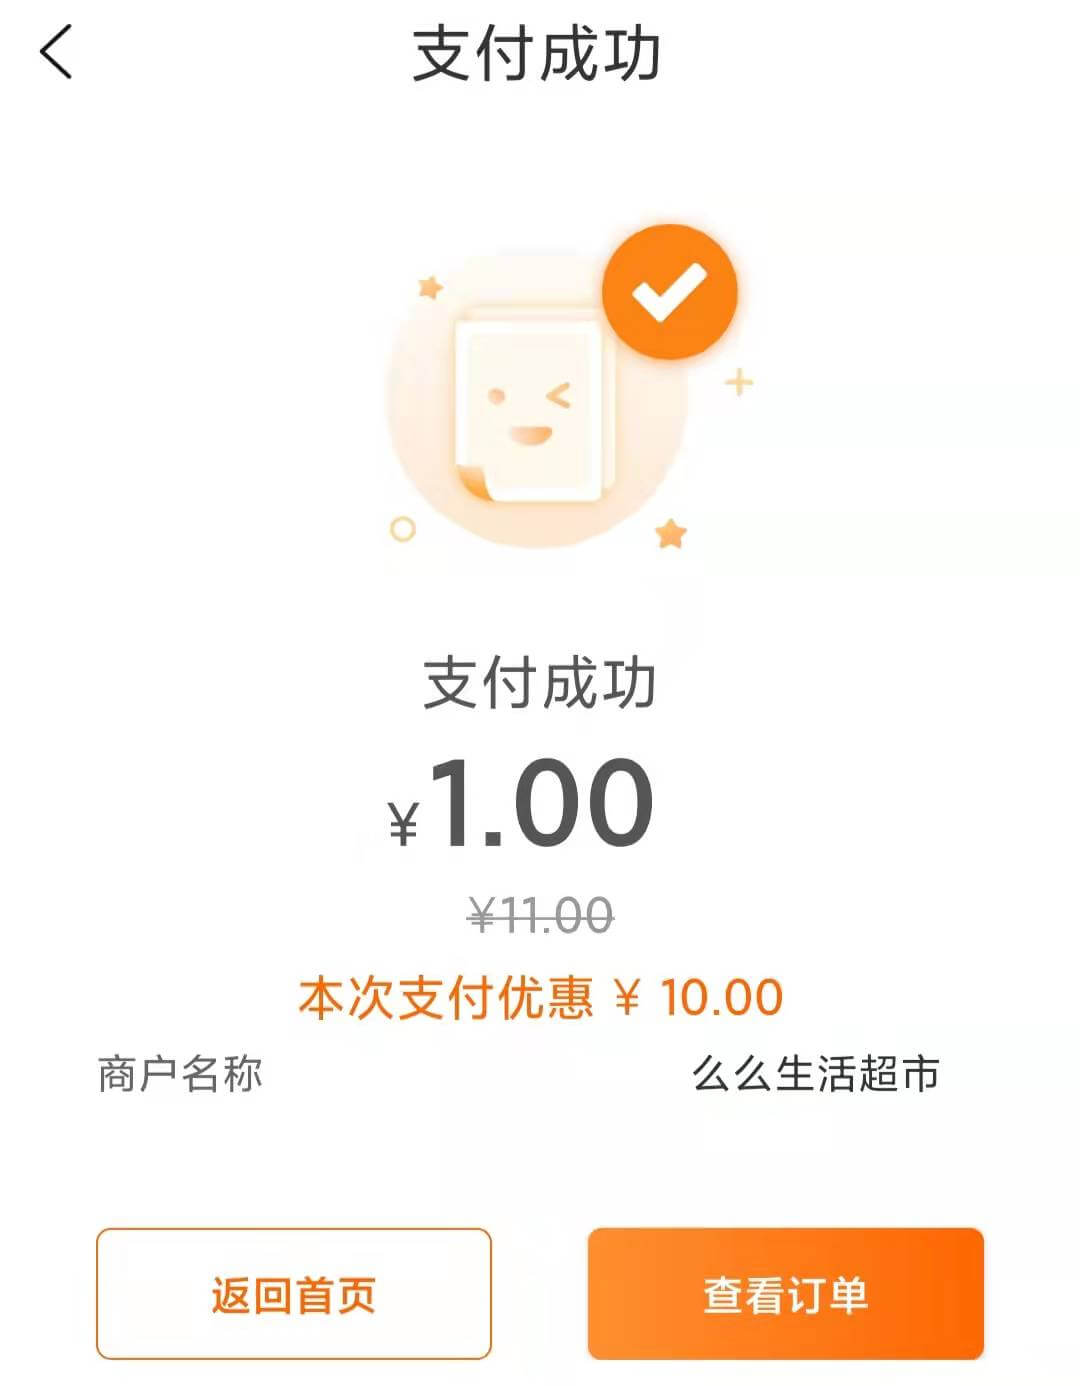 支付成功
支付成功
¥1.00
¥11.00
本次支付优惠 ¥ 10.00
商户名称 么么生活超市
返回首页 查看订单